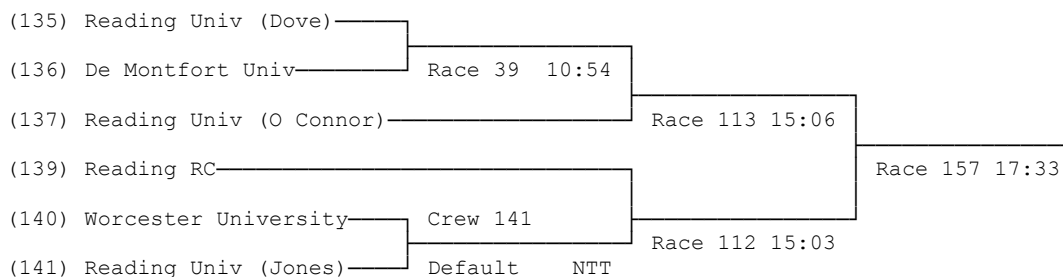 (135) Reading Univ (Dove)
(136) De Montfort Univ Race 39 10:54
(137) Reading Univ (O Connor) Race 113 15:06
(139) Reading RC Race 157 17:33
(140) Worcester University Crew 141
Race 112 15:03
(141) Reading Univ (Jones) Default NTT